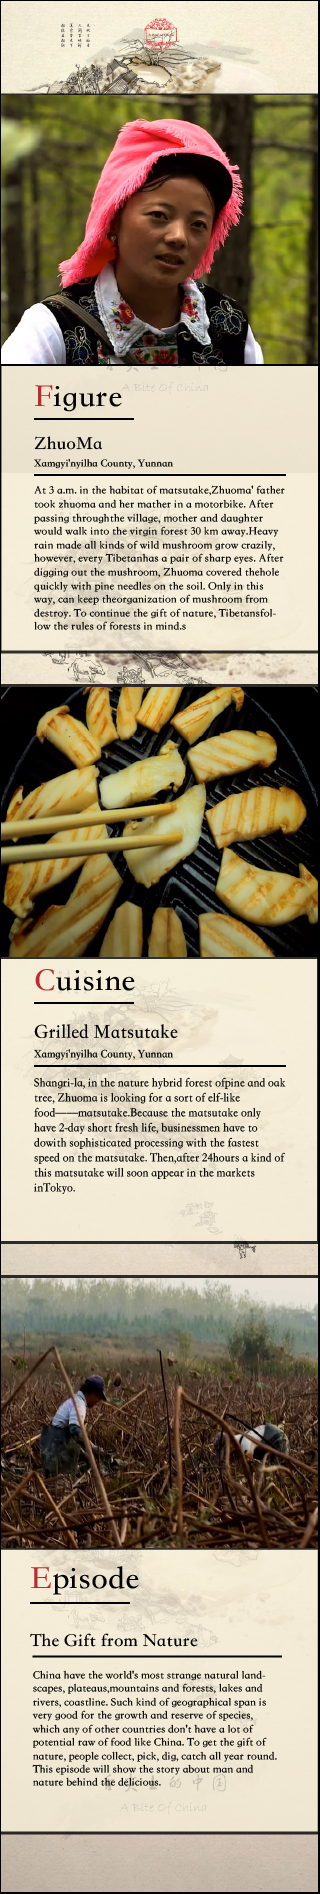 A Bite Of China
Figure
ZhuoMa
Xamgyi'nyilha County, Yunnan
At 3 a.m. in the habitat of matsutake,Zhuoma' father
took zhuoma and her mather in a motorbike. After
passing throughthe village, mother and daughter
would walk into the virgin forest 30 km away.Heavy
rain made all kinds of wild mushroom grow crazily,
however, every Tibetanhas a pair of sharp eyes. After
digging out the mushroom, Zhuoma covered thehole
quickly with pine needles on the soil. Only in this
way, can keep theorganization of mushroom from
destroy. To continue the gift of nature, Tibetansfol-
low the rules of forests in mind.s
Cuisine
Grilled Matsutake
Xamgyi'nyilha County, Yunnan
Shangri-la, in the nature hybrid forest ofpine and oak
tree, Zhuoma is looking for a sort of elf-like
food——matsutake.Because the matsutake only
have 2-day short fresh life, businessmen have to
dowith sophisticated processing with the fastest
speed on the matsutake. Then,after 24hours a kind of
this matsutake will soon appear in the markets
inTokyo.
Episode
The Gift from Nature
China have the world's most strange natural land-
scapes, plateaus,mountains and forests, lakes and
rivers, coastline. Such kind of geographical span is
very good for the growth and reserve of species,
which any of other countries don't have a lot of
potential raw of food like China. To get the gift of
nature, people collect, pick, dig, catch all year round.
This episode will show the story about man and
nature behind the delicious.
的中国
A Bite Of China